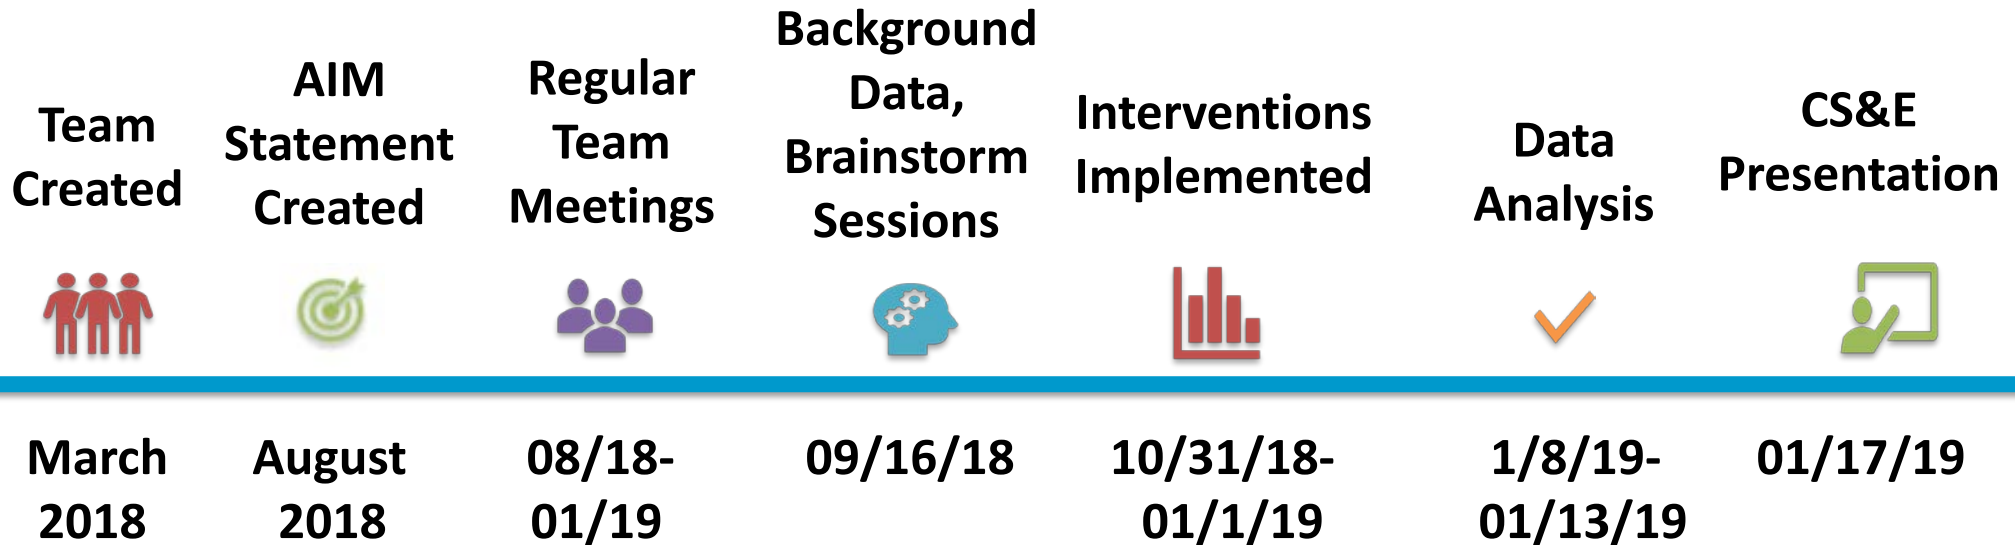 Team
Created
AIM
Statement
Created
Regular
Team
Meetings
Background
Data,
Brainstorm
Sessions
Interventions
Implemented
Data
Analysis
CS&E
Presentation
March
2018
August
2018
08/18-
01/19
09/16/18
10/31/18-
01/1/19
1/8/19-
01/13/19
01/17/19